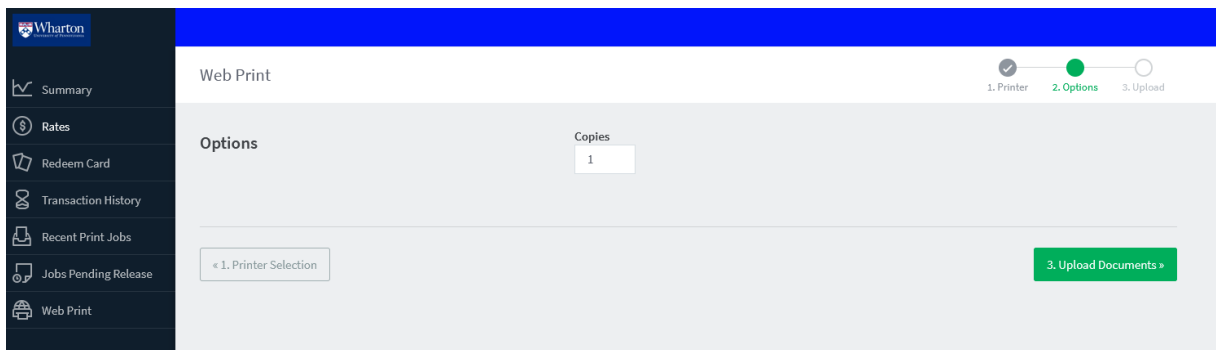 Wharton
Summary
Rates
Redeem Card
Transaction History
Recent Print Jobs
Jobs Pending Release
Web Print
Web Print
1. Printer
2. Options
3. Upload
Options
Copies
1
« 1. Printer Selection
3. Upload Documents »